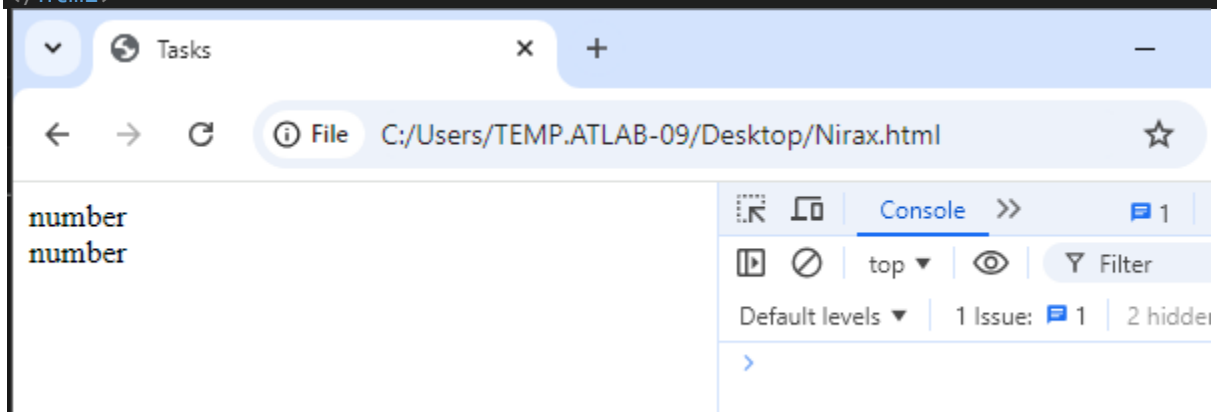 Tasks
File C:/Users/TEMP.ATLAB-09/Desktop/Nirax.html
number
number
Console 1
top Filter
Default levels 1 Issue: 1 2 hidden